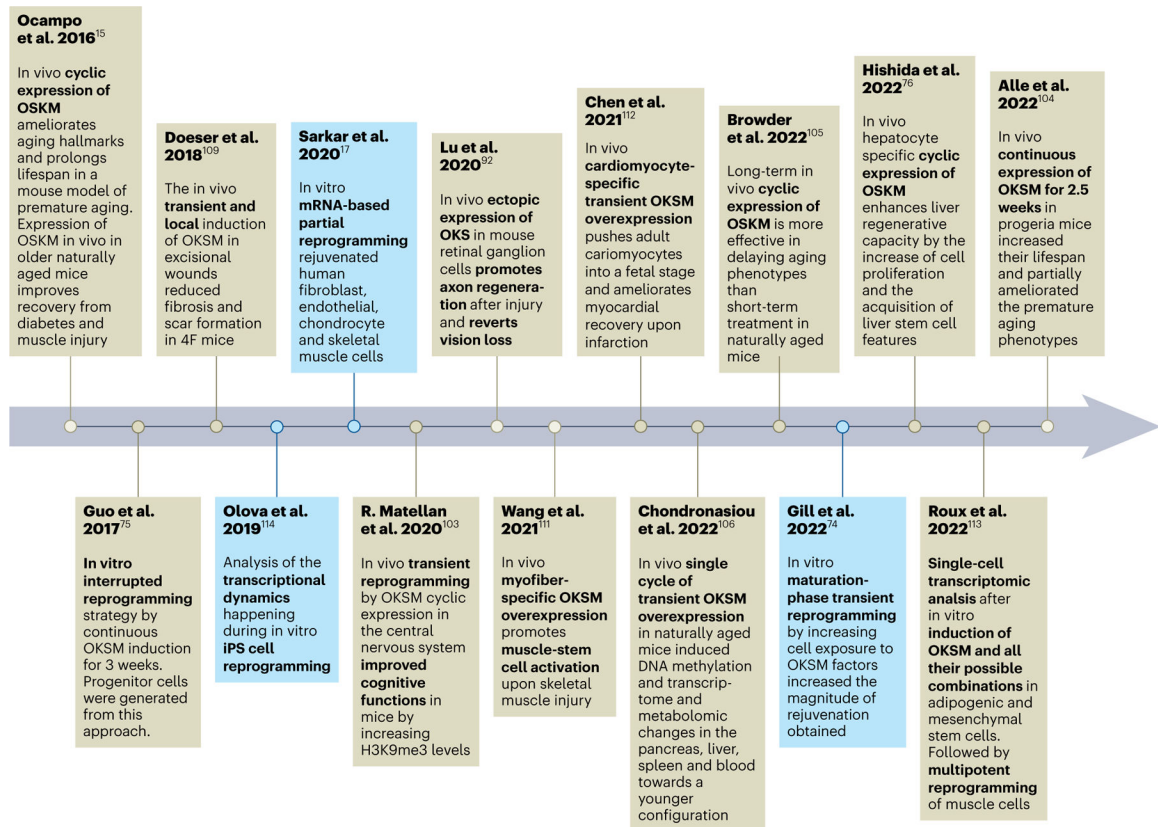 Ocampo
et al. 2016¹⁵
In vivo cyclic
expression of
OSKM
ameliorates
aging hallmarks
and prolongs
lifespan in a
mouse model of
premature aging.
Expression of
OSKM in vivo in
older naturally
aged mice
improves
recovery from
diabetes and
muscle injury
Doeser et al.
2018¹⁰⁹
The in vivo
transient and
local induction
of OKSM in
excisional
wounds
reduced
fibrosis and
scar formation
in 4F mice
Sarkar et al.
2020¹⁷
In vitro
mRNA-based
partial
reprogramming
rejuvenated
human
fibroblast,
endothelial,
chondrocyte
and skeletal
muscle cells
Lu et al.
2020⁹²
In vivo ectopic
expression of
OKS in mouse
retinal ganglion
cells promotes
axon regenera-
tion after injury
and reverts
vision loss
Chen et al.
2021¹¹²
In vivo
cardiomyocyte-
specific
transient OKSM
overexpression
pushes adult
cariomyocytes
into a fetal stage
and ameliorates
myocardial
recovery upon
infarction
Browder
et al. 2022¹⁰⁵
Long-term in
vivo cyclic
expression of
OSKM is more
effective in
delaying aging
phenotypes
than
short-term
treatment in
naturally aged
mice
Hishida et al.
2022⁷⁶
In vivo
hepatocyte
specific cyclic
expression of
OSKM
enhances liver
regenerative
capacity by the
increase of cell
proliferation
and the
acquisition of
liver stem cell
features
Alle et al.
2022¹⁰⁴
In vivo
continuous
expression of
OKSM for 2.5
weeks in
progeria mice
increased
their lifespan
and partially
ameliorated
the premature
aging
phenotypes
Guo et al.
2017⁷⁵
In vitro
interrupted
reprogramming
strategy by
continuous
OKSM induction
for 3 weeks.
Progenitor cells
were generated
from this
approach.
Olova et al.
2019¹¹⁴
Analysis of the
transcriptional
dynamics
happening
during in vitro
iPS cell
reprogramming
R. Matellan
et al. 2020¹⁰³
In vivo transient
reprogramming
by OKSM cyclic
expression in
the central
nervous system
improved
cognitive
functions in
mice by
increasing
H3K9me3 levels
Wang et al.
2021¹¹¹
In vivo
myofiber-
specific OKSM
overexpression
promotes
muscle-stem
cell activation
upon skeletal
muscle injury
Chondronasiou
et al. 2022¹⁰⁶
In vivo single
cycle of
transient OKSM
overexpression
in naturally aged
mice induced
DNA methylation
and transcrip-
tome and
metabolomic
changes in the
pancreas, liver,
spleen and blood
towards a
younger
configuration
Gill et al.
2022⁷⁴
In vitro
maturation-
phase transient
reprogramming
by increasing
cell exposure to
OKSM factors
increased the
magnitude of
rejuvenation
obtained
Roux et al.
2022¹¹³
Single-cell
transcriptomic
analsis after
in vitro
induction of
OKSM and all
their possible
combinations in
adipogenic and
mesenchymal
stem cells.
Followed by
multipotent
reprogramming
of muscle cells